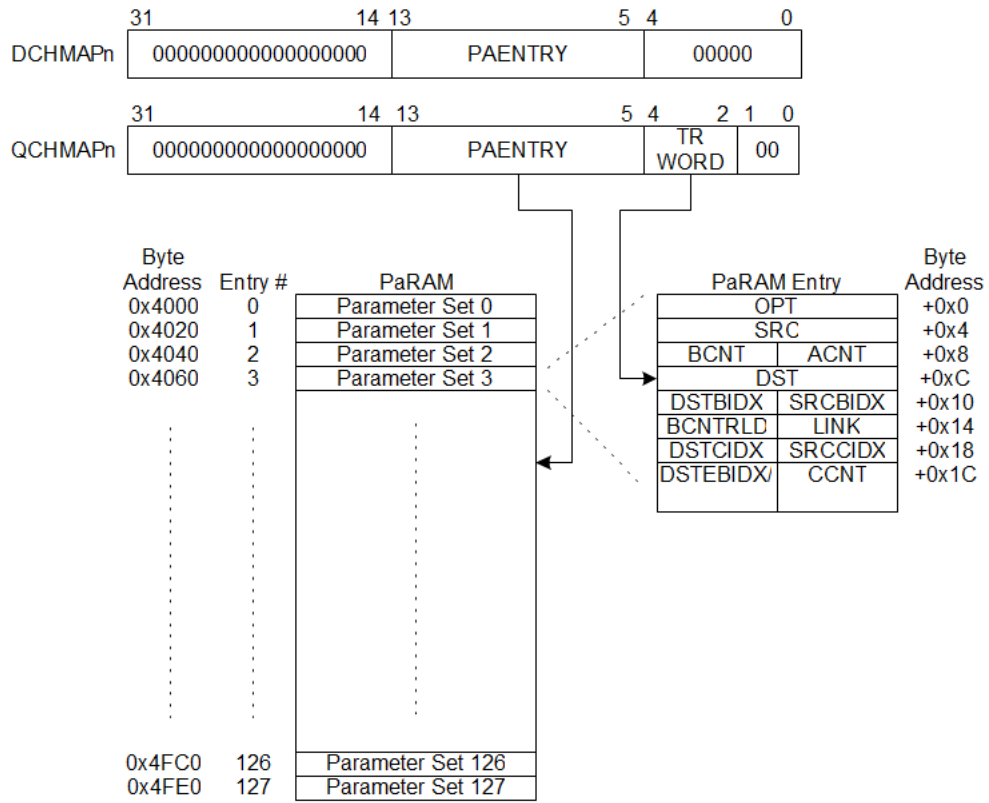 31 14 13 5 4 0
DCHMAPn 000000000000000000 PAENTRY 00000
31 14 13 5 4 2 1 0
QCHMAPn 000000000000000000 PAENTRY TR WORD 00
Byte Address Entry # PaRAM
0x4000 0 Parameter Set 0
0x4020 1 Parameter Set 1
0x4040 2 Parameter Set 2
0x4060 3 Parameter Set 3
0x4FC0 126 Parameter Set 126
0x4FE0 127 Parameter Set 127
PaRAM Entry Byte Address
OPT +0x0
SRC +0x4
BCNT ACNT +0x8
DST +0xC
DSTBIDX SRCBIDX +0x10
BCNTRLD LINK +0x14
DSTCIDX SRCCIDX +0x18
DSTEBIDX/ CCNT +0x1C